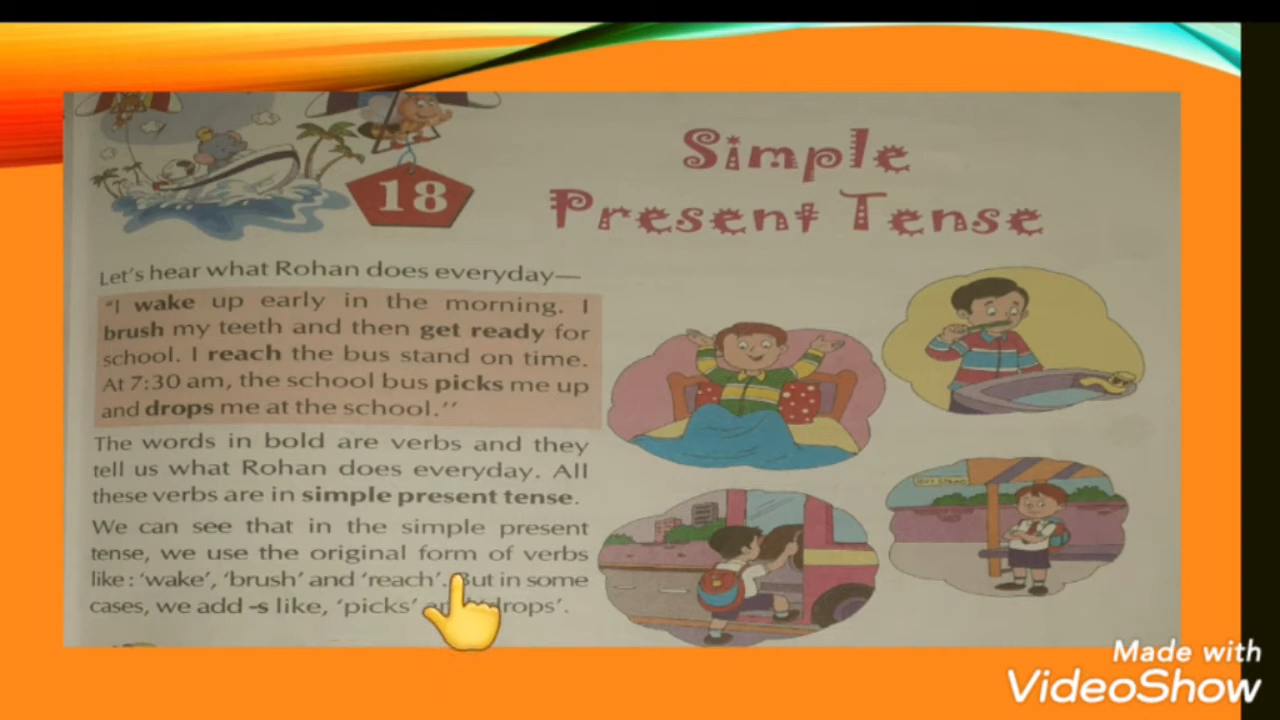 18
Simple
Present Tense
Let's hear what Rohan does everyday—
"I wake up early in the morning. I
brush my teeth and then get ready for
school. I reach the bus stand on time.
At 7:30 am, the school bus picks me up
and drops me at the school.''
The words in bold are verbs and they
tell us what Rohan does everyday. All
these verbs are in simple present tense.
We can see that in the simple present
tense, we use the original form of verbs
like : 'wake', 'brush' and 'reach'. But in some
cases, we add -s like, 'picks' 'drops'.
BUS STAND
Made with
VideoShow